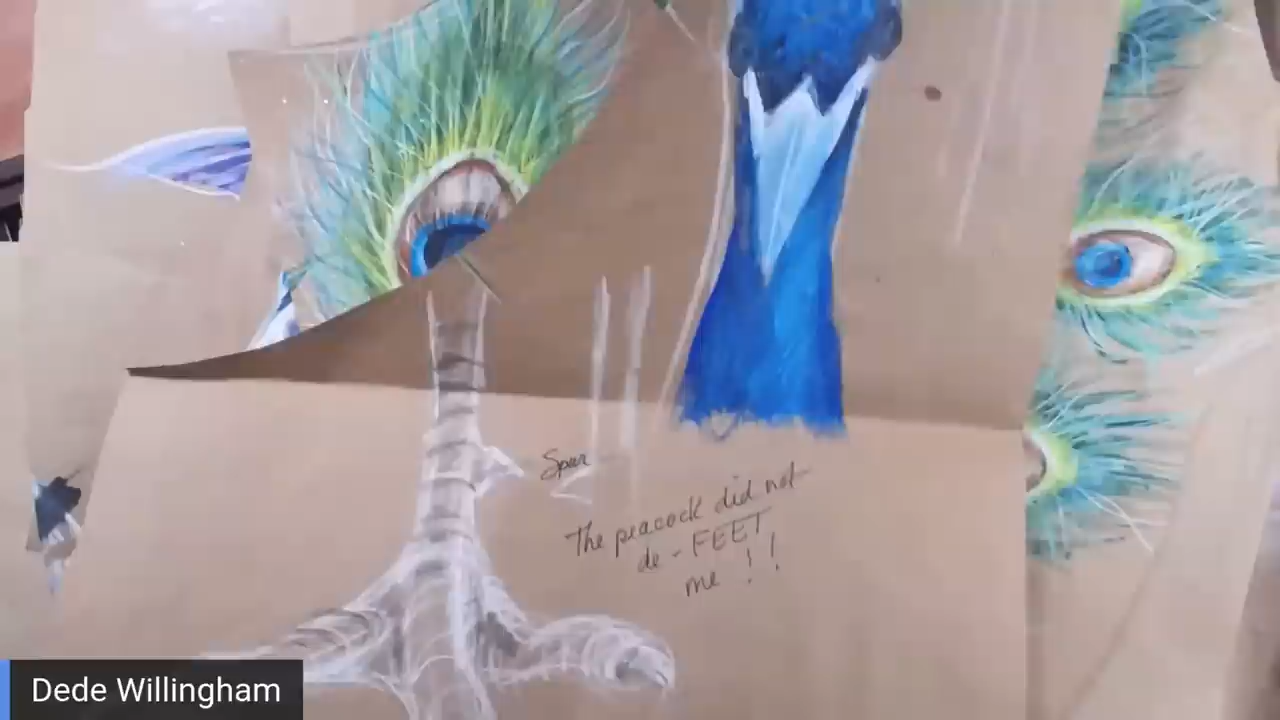 Spur
The peacock did not
de-FEET
me !!
Dede Willingham